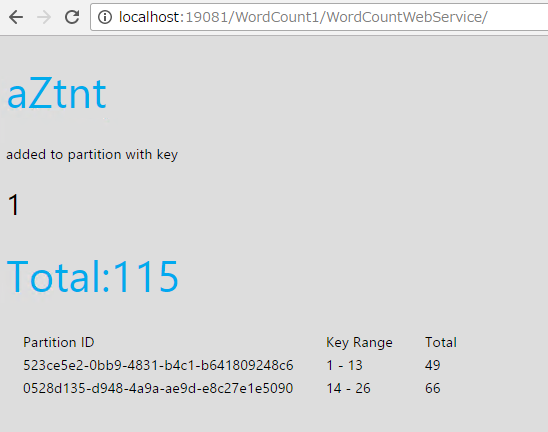 localhost:19081/WordCount1/WordCountWebService/
aZtnt
added to partition with key
1
Total:115
Partition ID Key Range Total
523ce5e2-0bb9-4831-b4c1-b641809248c6 1 - 13 49
0528d135-d948-4a9a-ae9d-e8c27e1e5090 14 - 26 66